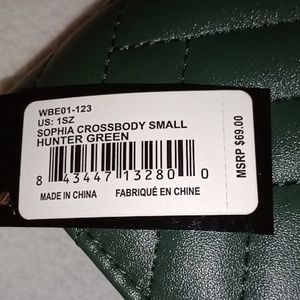 WBE01-123
US: 1SZ
SOPHIA CROSSBODY SMALL
HUNTER GREEN
8 43447 13280 0
MADE IN CHINA FABRIQUÉ EN CHINE
MSRP $69.00